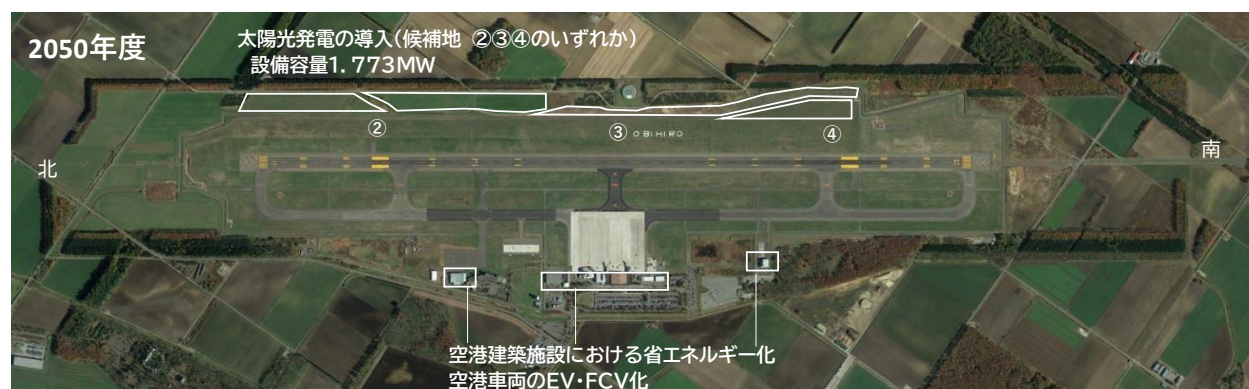 2050年度
太陽光発電の導入(候補地 ②③④のいずれか)
設備容量1.773MW
②
③
OBIHIRO
④
北
南
空港建築施設における省エネルギー化
空港車両のEV・FCV化